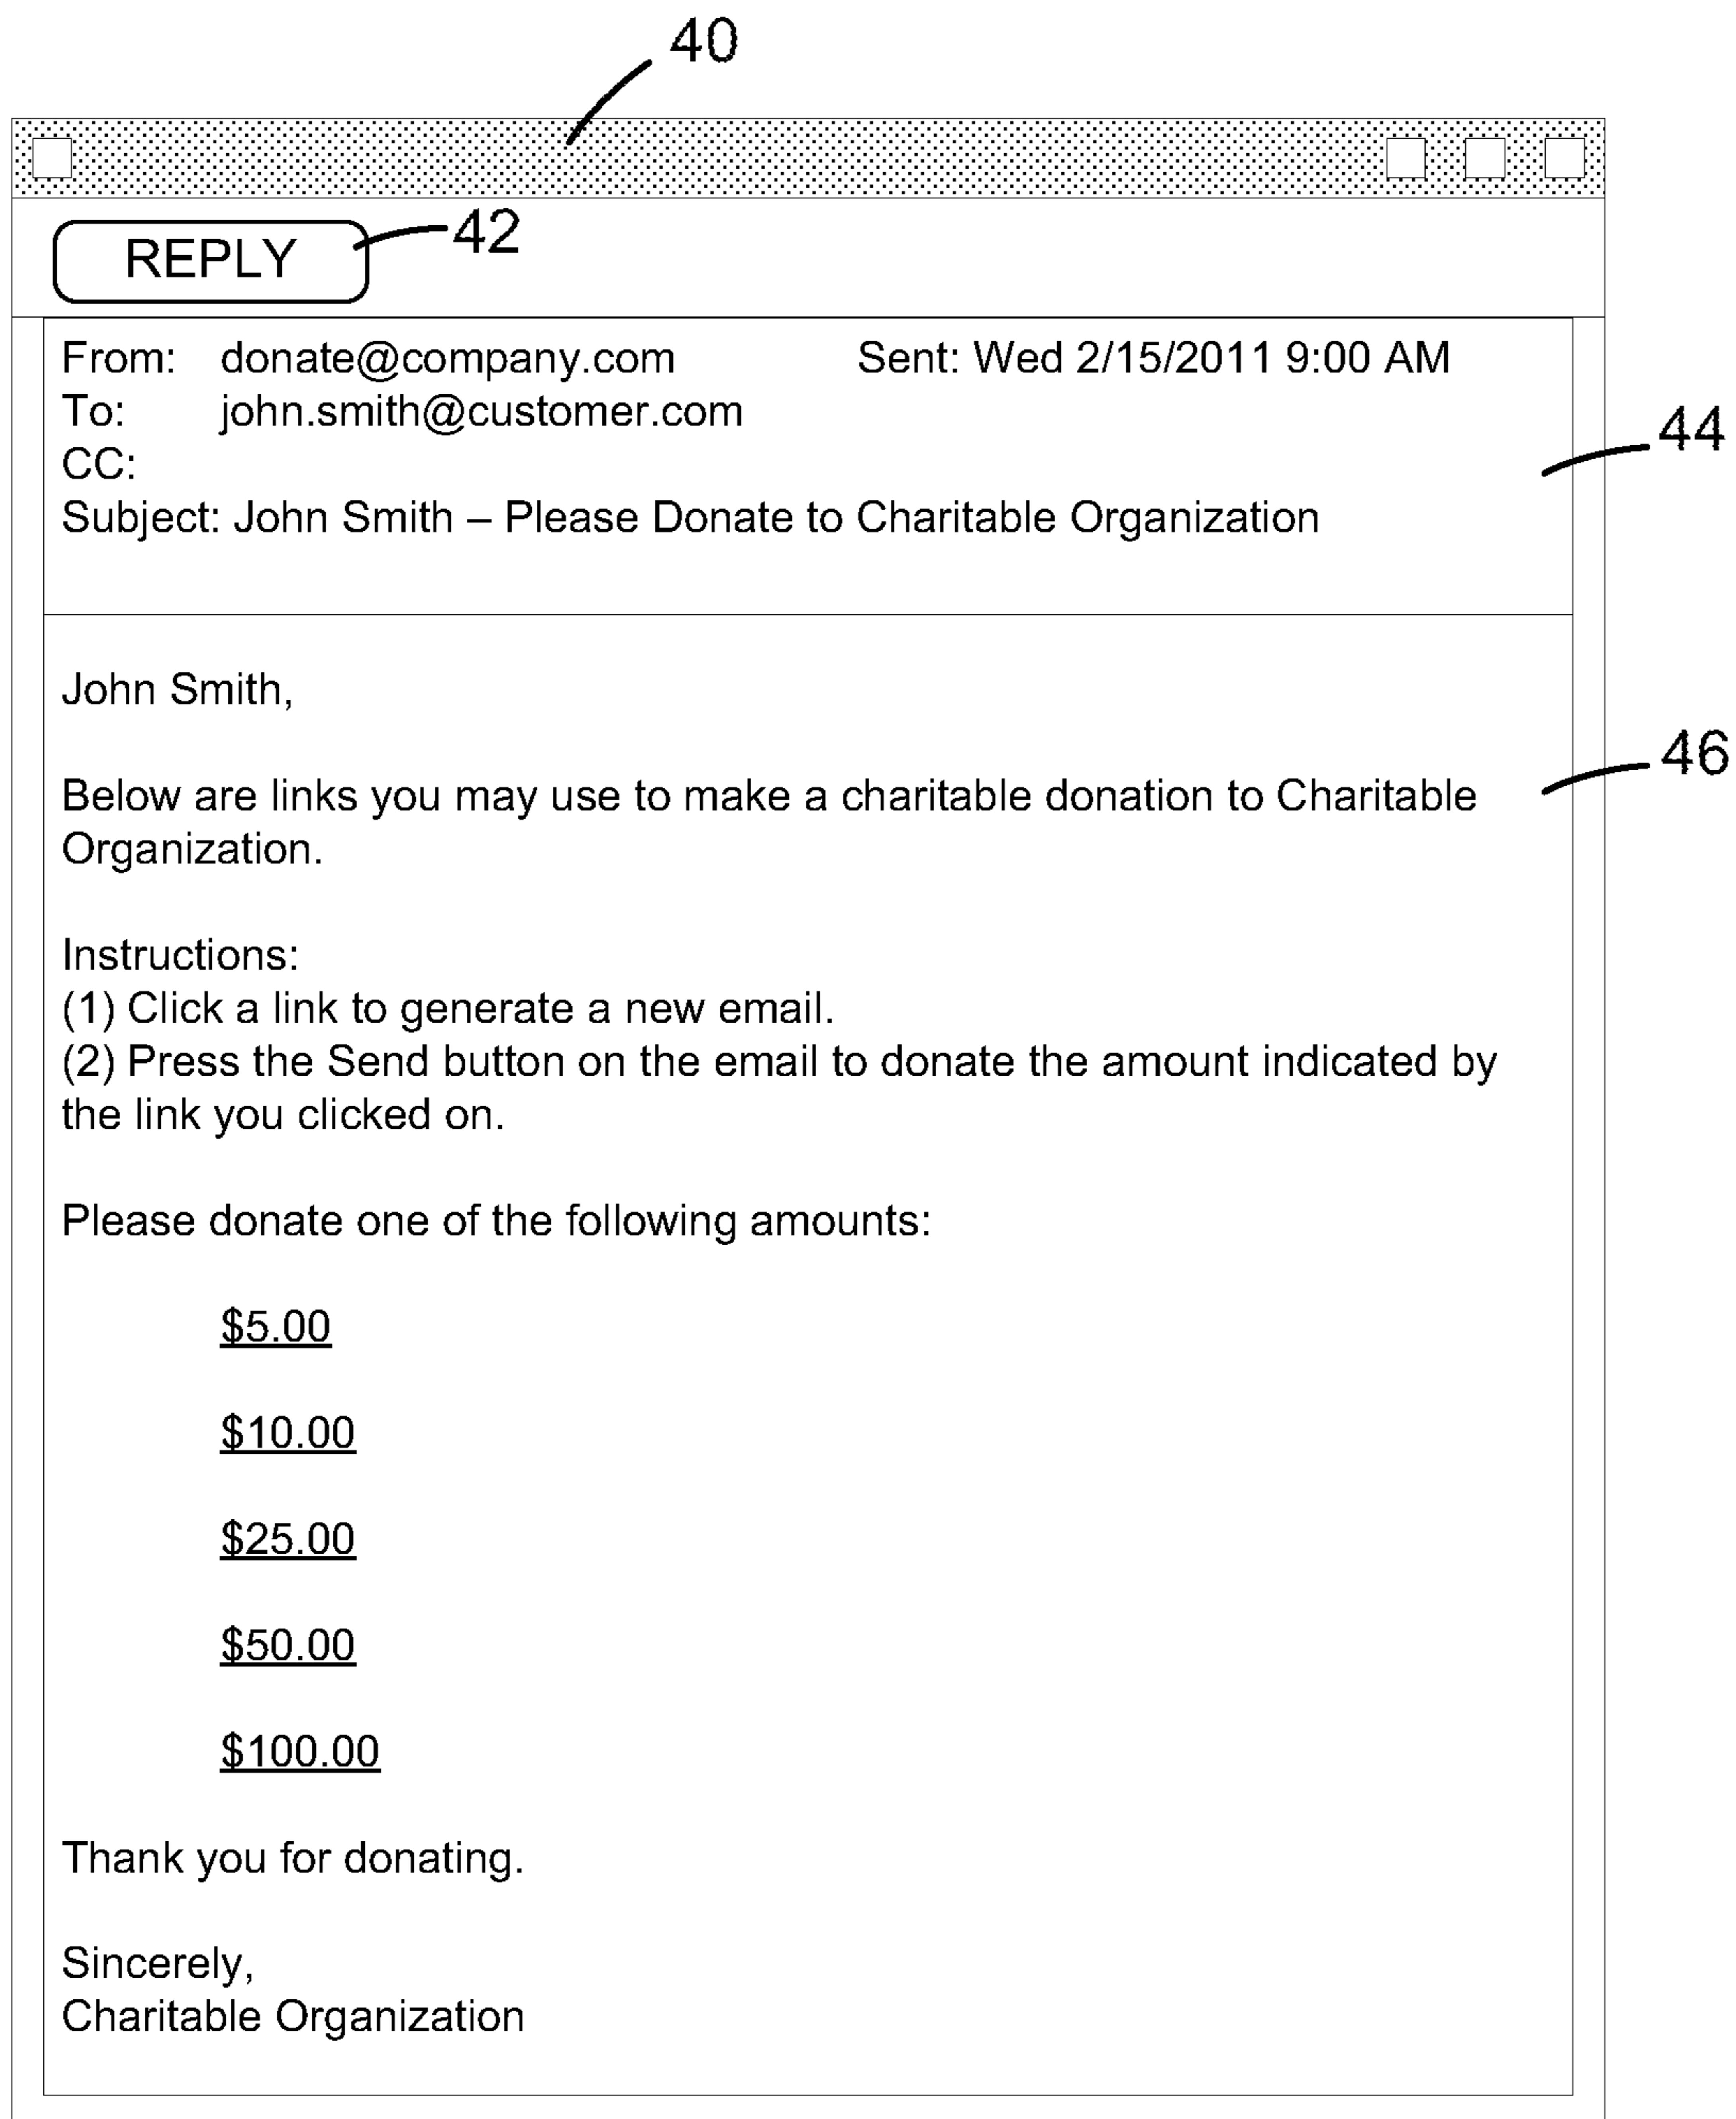 40
REPLY
42
From: donate@company.com Sent: Wed 2/15/2011 9:00 AM
To: john.smith@customer.com
CC:
44
Subject: John Smith – Please Donate to Charitable Organization
John Smith,
46
Below are links you may use to make a charitable donation to Charitable
Organization.
Instructions:
(1) Click a link to generate a new email.
(2) Press the Send button on the email to donate the amount indicated by
the link you clicked on.
Please donate one of the following amounts:
$5.00
$10.00
$25.00
$50.00
$100.00
Thank you for donating.
Sincerely,
Charitable Organization